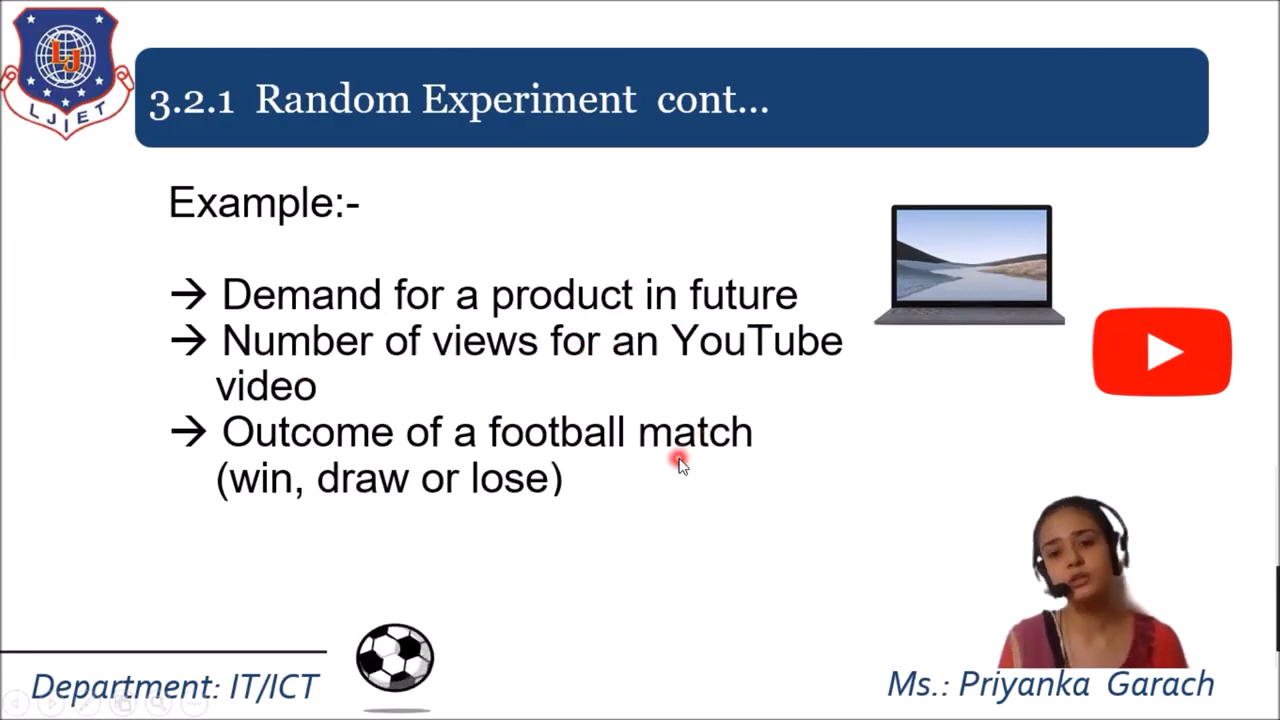 LJ
LJIET
3.2.1 Random Experiment cont...
Example:-
→ Demand for a product in future
→ Number of views for an YouTube
video
→ Outcome of a football match
(win, draw or lose)
Department: IT/ICT
Ms.: Priyanka Garach